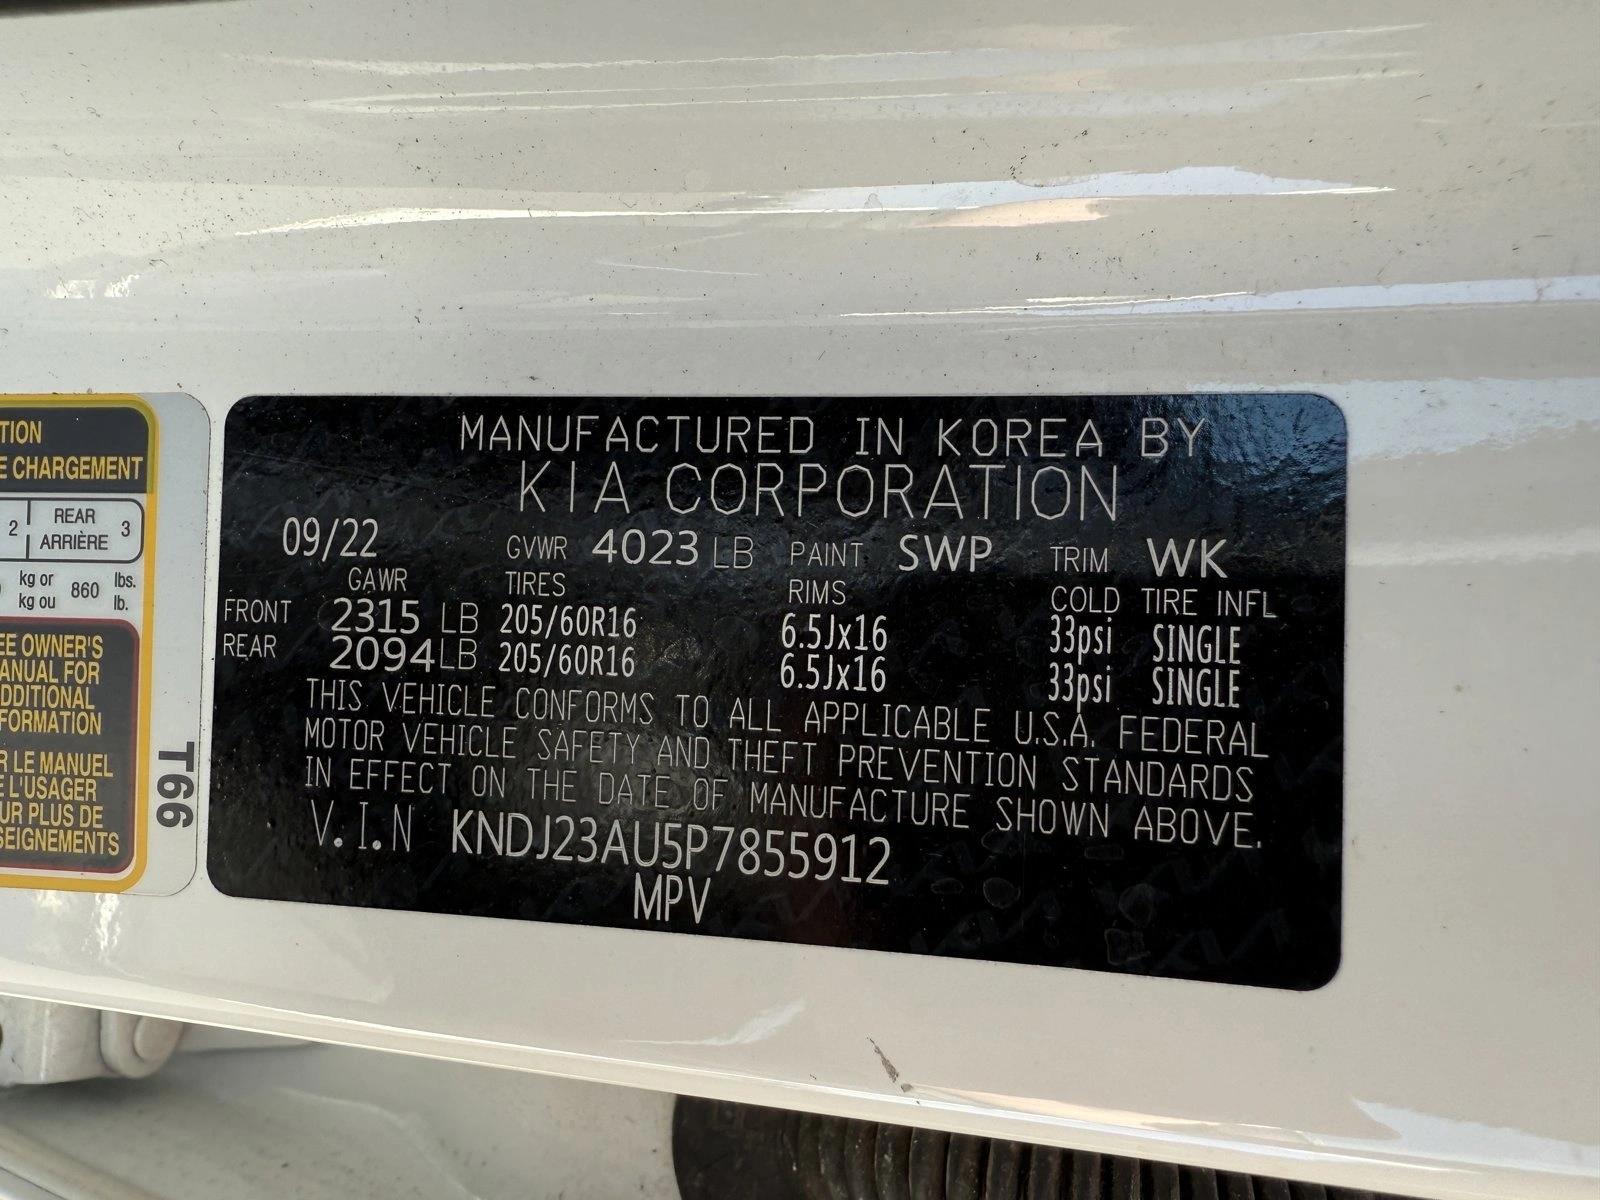 TION
E CHARGEMENT
2 REAR ARRIÈRE 3
kg or kg ou 860 lbs. lb.
EE OWNER'S
ANUAL FOR
DDITIONAL
FORMATION
R LE MANUEL
E L'USAGER
UR PLUS DE
SEIGNEMENTS
T66
MANUFACTURED IN KOREA BY
KIA CORPORATION
09/22 GVWR 4023 LB PAINT SWP TRIM WK
GAWR TIRES RIMS COLD TIRE INFL
FRONT 2315 LB 205/60R16 6.5Jx16 33psi SINGLE
REAR 2094 LB 205/60R16 6.5Jx16 33psi SINGLE
THIS VEHICLE CONFORMS TO ALL APPLICABLE U.S.A. FEDERAL
MOTOR VEHICLE SAFETY AND THEFT PREVENTION STANDARDS
IN EFFECT ON THE DATE OF MANUFACTURE SHOWN ABOVE.
V.I.N KNDJ23AU5P7855912
MPV